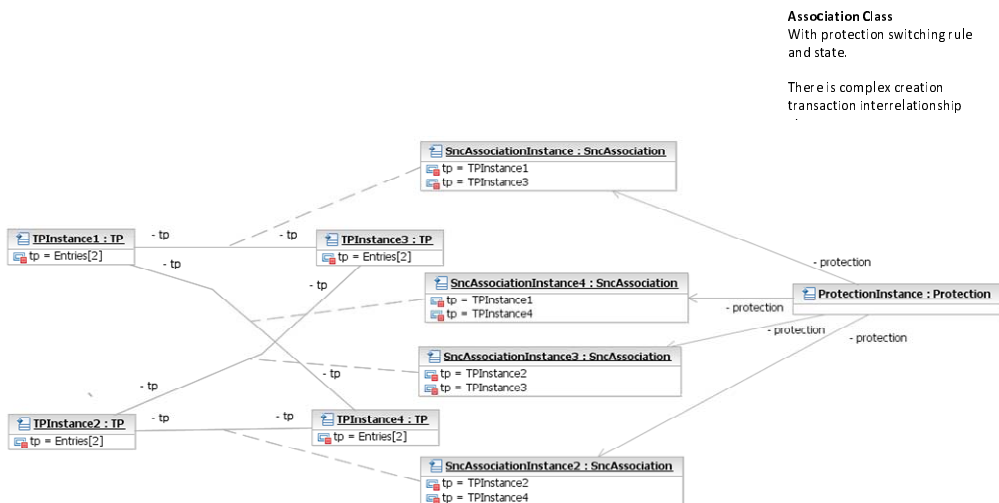 Association Class
With protection switching rule
and state.
There is complex creation
transaction interrelationship
SncAssociationInstance : SncAssociation
tp = TPInstance1
tp = TPInstance3
TPInstance1 : TP
tp = Entries[2]
- tp
- tp
TPInstance3 : TP
tp = Entries[2]
- tp
- tp
- protection
SncAssociationInstance4 : SncAssociation
tp = TPInstance1
tp = TPInstance4
ProtectionInstance : Protection
- protection
- protection
- protection
SncAssociationInstance3 : SncAssociation
tp = TPInstance2
tp = TPInstance3
- tp
- tp
TPInstance2 : TP
tp = Entries[2]
- tp
- tp
TPInstance4 : TP
tp = Entries[2]
SncAssociationInstance2 : SncAssociation
tp = TPInstance2
tp = TPInstance4